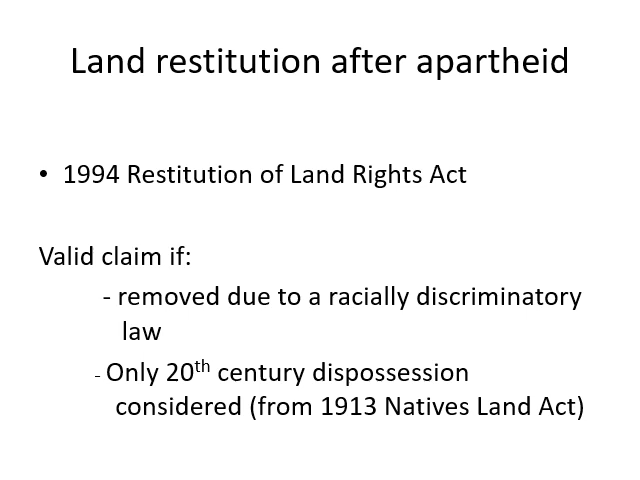 Land restitution after apartheid
• 1994 Restitution of Land Rights Act
Valid claim if:
- removed due to a racially discriminatory
law
- Only 20th century dispossession
considered (from 1913 Natives Land Act)